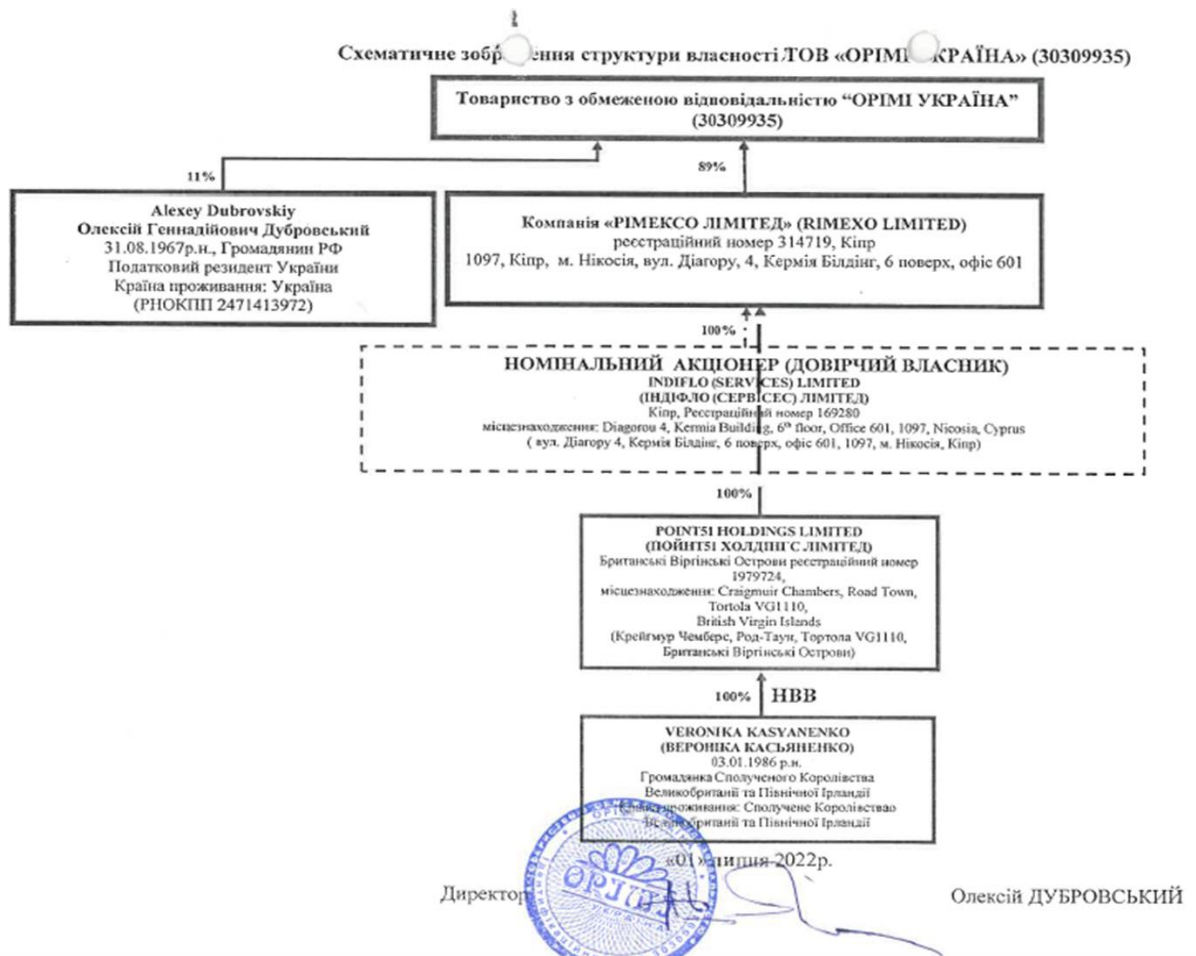 Схематичне зобр ення структури власності ТОВ «ОРІМІ КРАЇНА» (30309935)
Товариство з обмеженою відповідальністю “ОРІМІ УКРАЇНА”
(30309935)
11%
89%
Alexey Dubrovskiy
Олексій Геннадійович Дубровський
31.08.1967р.н., Громадянин РФ
Податковий резидент України
Країна проживання: Україна
(РНОКПП 2471413972)
Компанія «РІМЕКСО ЛІМІТЕД» (RIMEXO LIMITED)
реєстраційний номер 314719, Кіпр
1097, Кіпр, м. Нікосія, вул. Діагору, 4, Кермія Білдінг, 6 поверх, офіс 601
100%
НОМІНАЛЬНИЙ АКЦІОНЕР (ДОВІРЧИЙ ВЛАСНИК)
INDIFLO (SERVICES) LIMITED
(ІНДІФЛО (СЕРВІСЕС) ЛІМІТЕД)
Кіпр, Реєстраційний номер 169280
місцезнаходження: Diagorou 4, Kermia Building, 6th floor, Office 601, 1097, Nicosia, Cyprus
( вул. Діагору 4, Кермія Білдінг, 6 поверх, офіс 601, 1097, м. Нікосія, Кіпр)
100%
POINT51 HOLDINGS LIMITED
(ПОЙНТ51 ХОЛДІНГС ЛІМІТЕД)
Британські Віргінські Острови реєстраційний номер
1979724,
місцезнаходження: Craigmuir Chambers, Road Town,
Tortola VG1110,
British Virgin Islands
(Крейгмур Чемберс, Род-Таун, Тортола VG1110,
Британські Віргінські Острови)
100% НВВ
VERONIKA KASYANENKO
(ВЕРОНІКА КАСЬЯНЕНКО)
03.01.1986 р.н.
Громадянка Сполученого Королівства
Великобританії та Північної Ірландії
Країна проживання: Сполучене Королівствао
Великобританії та Північної Ірландії
«01» липня 2022р.
Директор
Олексій ДУБРОВСЬКИЙ
ОРІМІ
УКРАЇНА